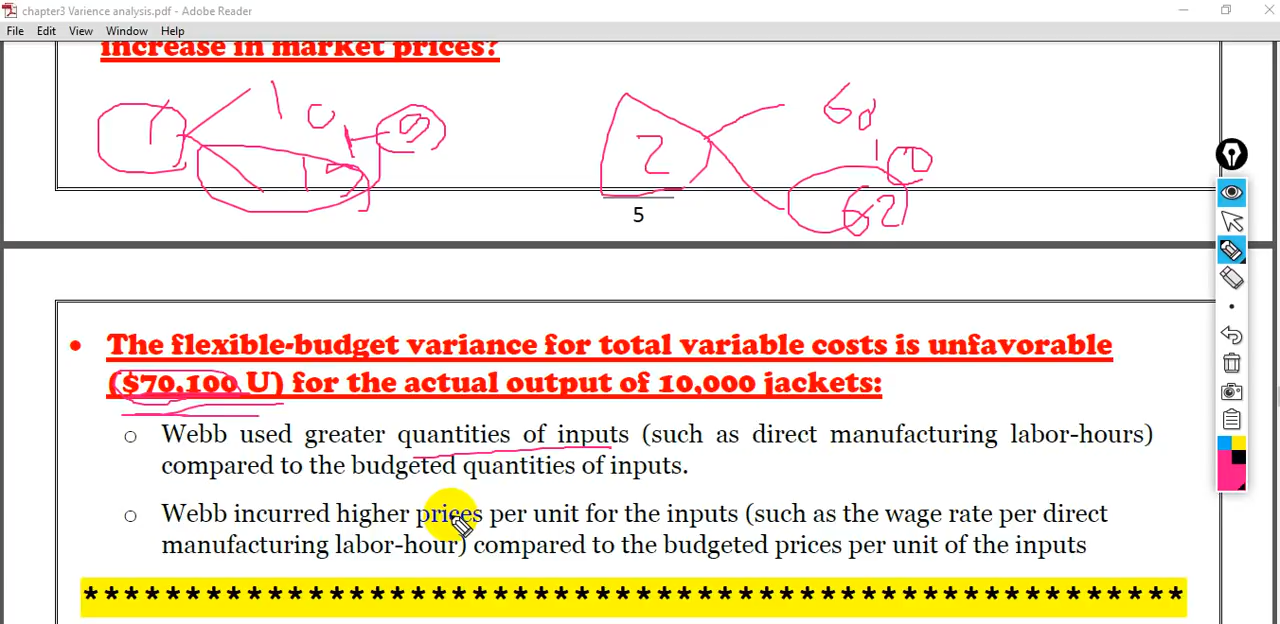 chapter3 Varience analysis.pdf - Adobe Reader
File Edit View Window Help
increase in market prices?
2
62
5
• The flexible-budget variance for total variable costs is unfavorable
($70,100 U) for the actual output of 10,000 jackets:
o Webb used greater quantities of inputs (such as direct manufacturing labor-hours)
compared to the budgeted quantities of inputs.
o Webb incurred higher prices per unit for the inputs (such as the wage rate per direct
manufacturing labor-hour) compared to the budgeted prices per unit of the inputs
****************************************************